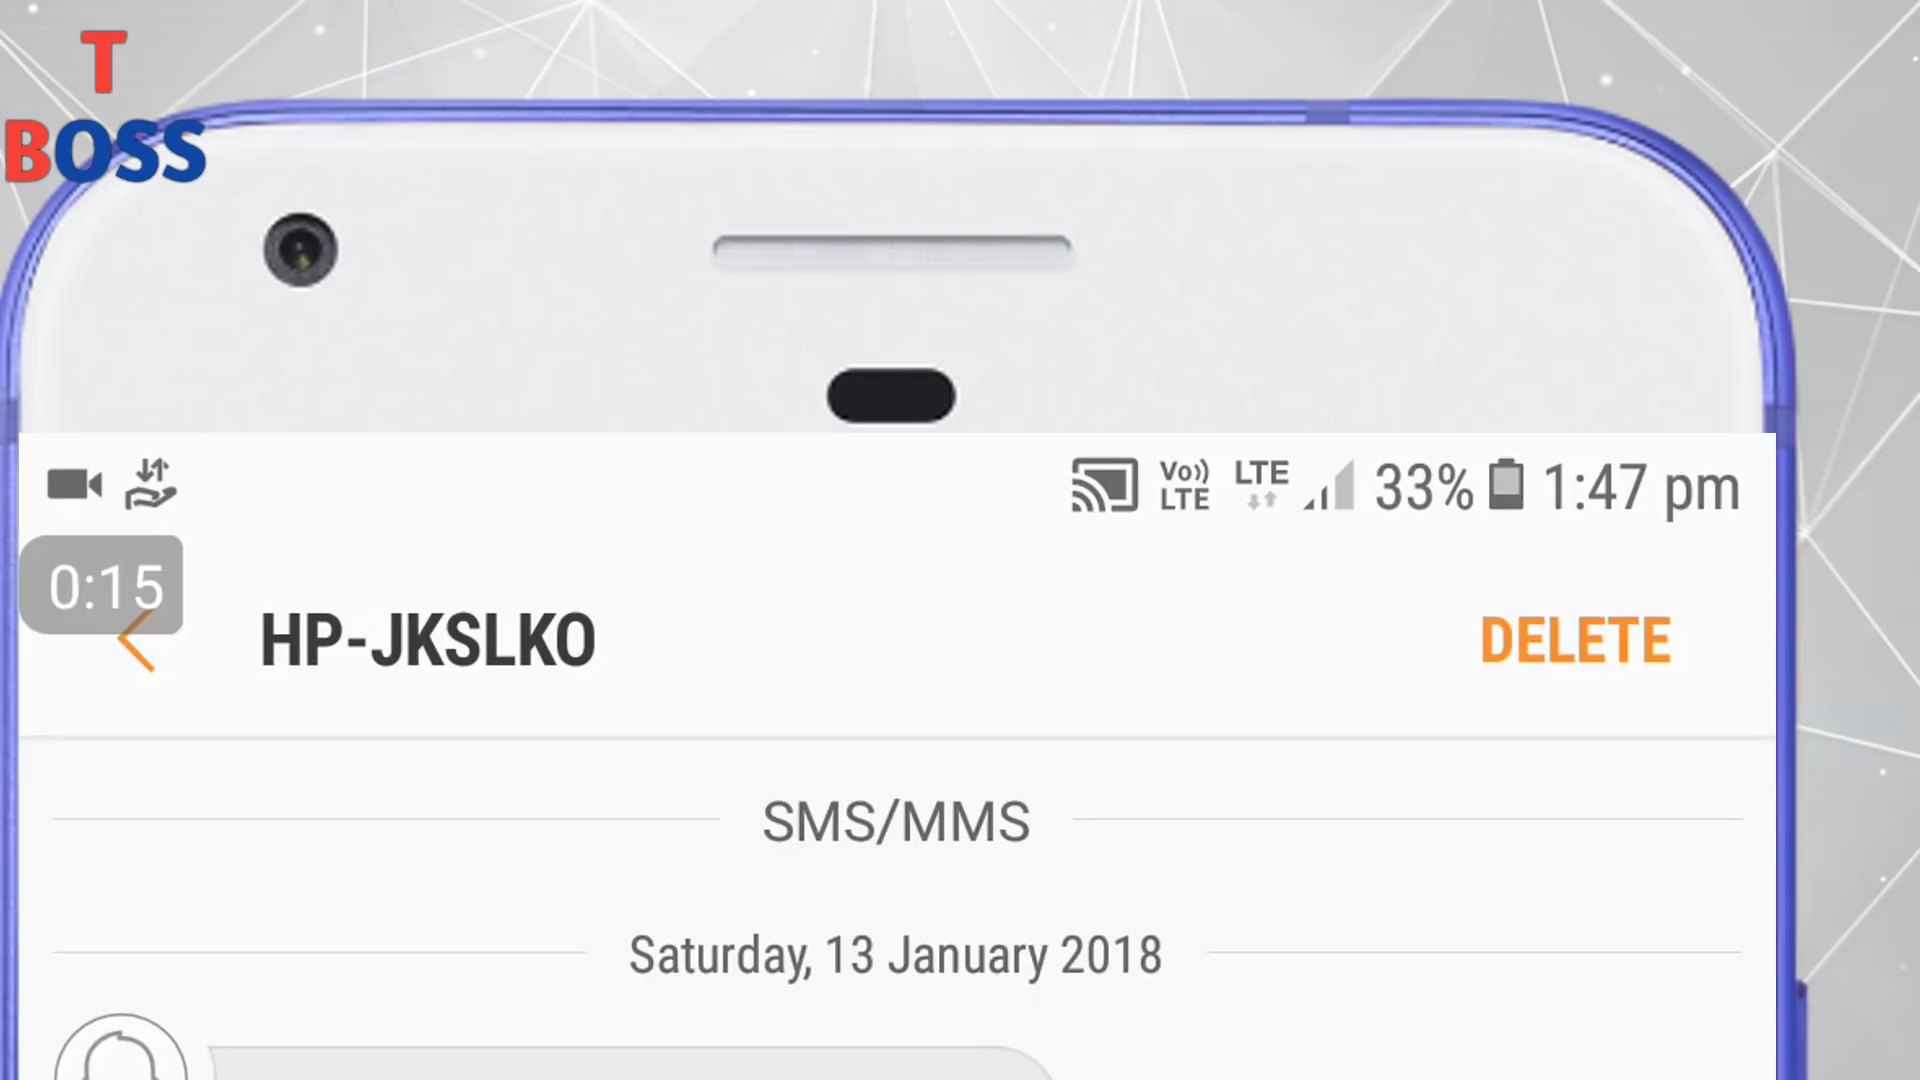 T
BOSS
Vo)) LTE LTE 33% 1:47 pm
0:15
HP-JKSLKO DELETE
SMS/MMS
Saturday, 13 January 2018